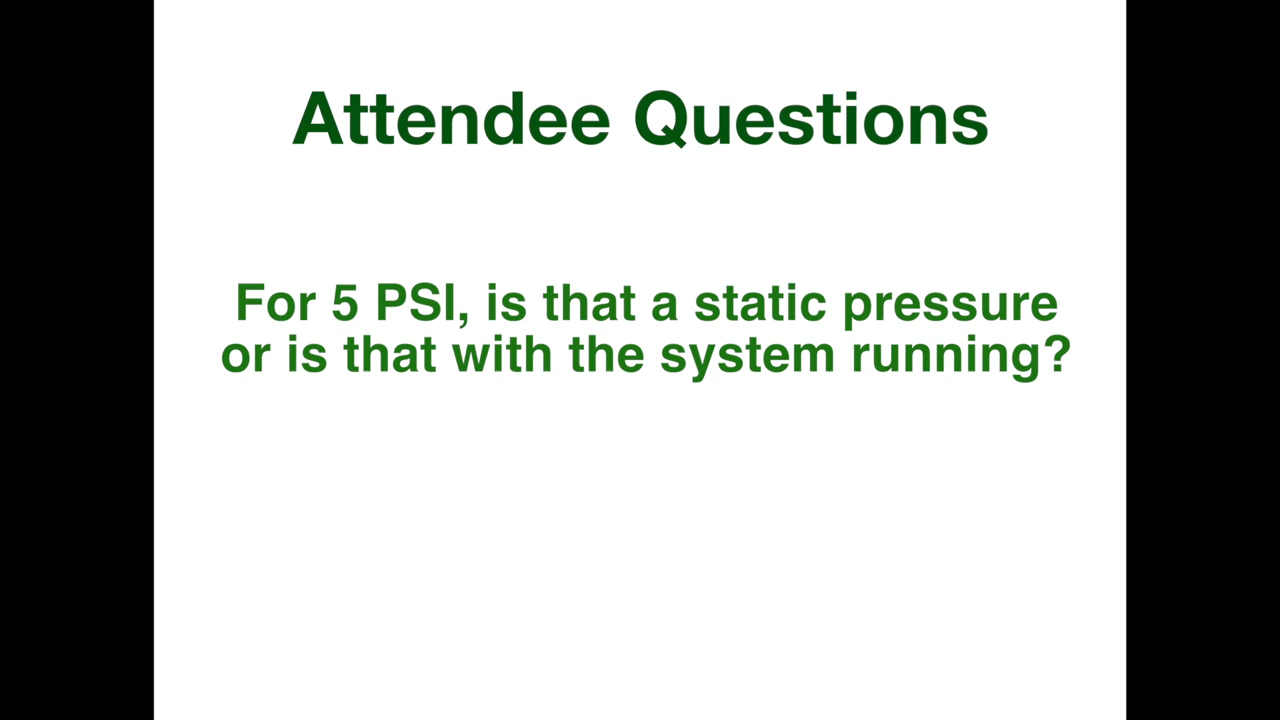 Attendee Questions
For 5 PSI, is that a static pressure
or is that with the system running?